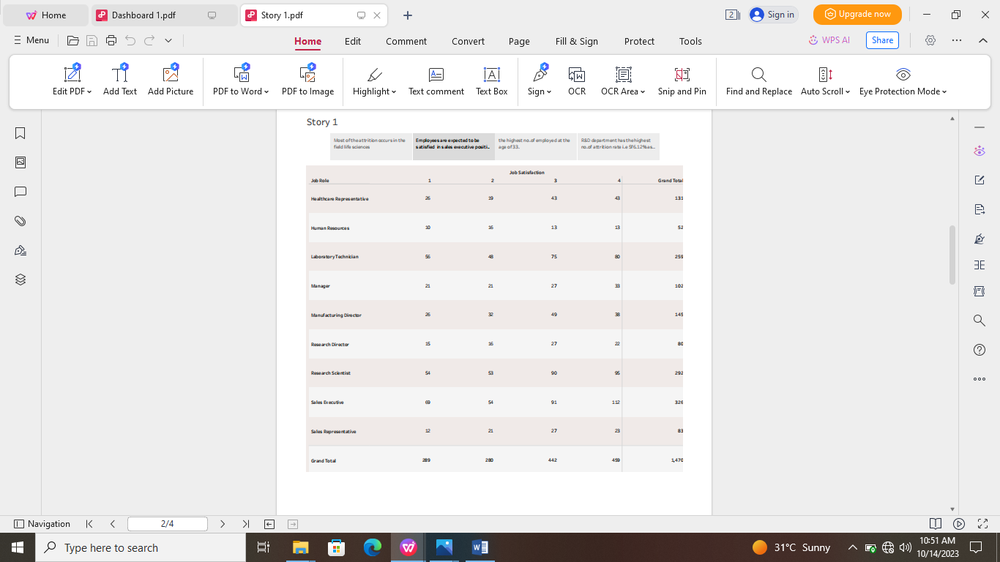 Home
Dashboard 1.pdf
Story 1.pdf
2
Sign in
Upgrade now
Menu
Home
Edit
Comment
Convert
Page
Fill & Sign
Protect
Tools
WPS AI
Share
Edit PDF
Add Text
Add Picture
PDF to Word
PDF to Image
Highlight
Text comment
Text Box
Sign
OCR
OCR Area
Snip and Pin
Find and Replace
Auto Scroll
Eye Protection Mode
Story 1
Most of the attrition occurs in the
field life sciences
Employees are expected to be
satisfied in sales executive positi..
the highest no.of employed at the
age of 33.
R&D department has the highest
no.of attrition rate i.e 5f6.12% as...
Job Satisfaction
Job Role 1 2 3 4 Grand Total
Healthcare Representative 26 19 43 43 131
Human Resources 10 16 13 13 52
Laboratory Technician 56 48 75 80 259
Manager 21 21 27 33 102
Manufacturing Director 26 32 49 38 145
Research Director 15 16 27 22 80
Research Scientist 54 53 90 95 292
Sales Executive 69 54 91 112 326
Sales Representative 12 21 27 23 83
Grand Total 289 280 442 459 1,470
Navigation
2/4
Type here to search
31°C Sunny
10:51 AM
10/14/2023